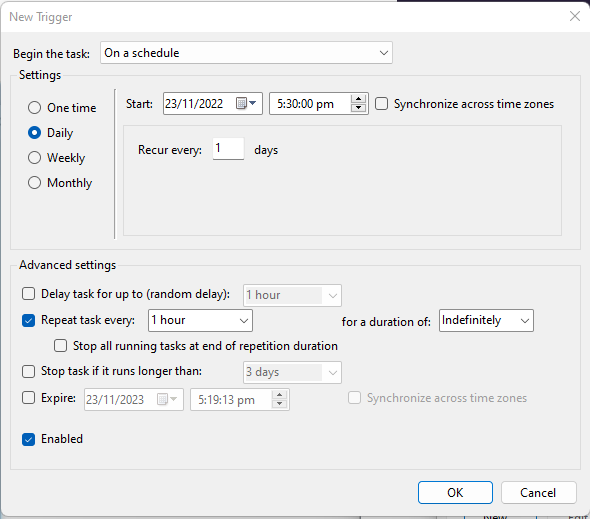 New Trigger
Begin the task: On a schedule
Settings
One time
Daily
Weekly
Monthly
Start: 23/11/2022 5:30:00 pm Synchronize across time zones
Recur every: 1 days
Advanced settings
Delay task for up to (random delay): 1 hour
Repeat task every: 1 hour for a duration of: Indefinitely
Stop all running tasks at end of repetition duration
Stop task if it runs longer than: 3 days
Expire: 23/11/2023 5:19:13 pm Synchronize across time zones
Enabled
OK Cancel
New Edit